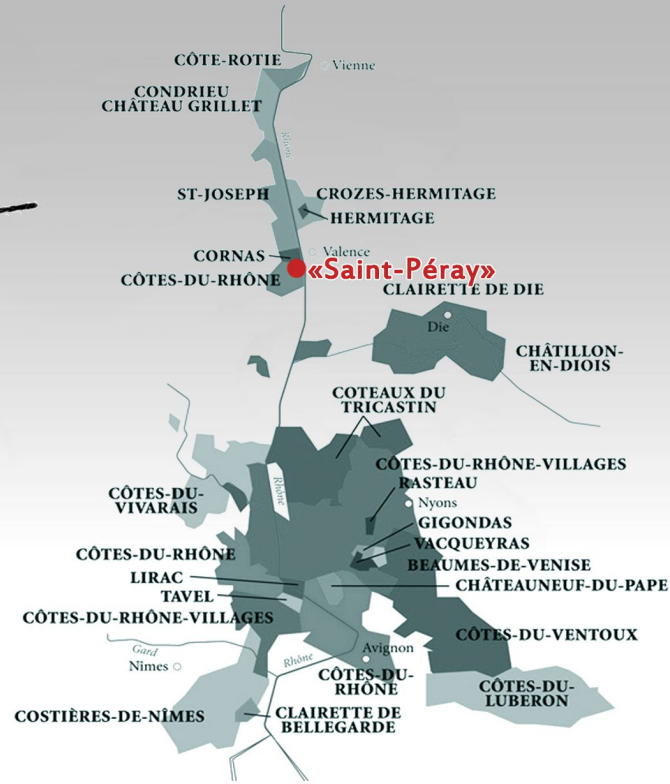 CÔTE-ROTIE
Vienne
CONDRIEU
CHÂTEAU GRILLET
Rhône
ST-JOSEPH
CROZES-HERMITAGE
HERMITAGE
CORNAS
Valence
«Saint-Péray»
CÔTES-DU-RHÔNE
CLAIRETTE DE DIE
Die
CHÂTILLON-
EN-DIOIS
COTEAUX DU
TRICASTIN
CÔTES-DU-RHÔNE-VILLAGES
RASTEAU
Rhône
CÔTES-DU-
VIVARAIS
Nyons
GIGONDAS
VACQUEYRAS
CÔTES-DU-RHÔNE
BEAUMES-DE-VENISE
LIRAC
CHÂTEAUNEUF-DU-PAPE
TAVEL
CÔTES-DU-RHÔNE-VILLAGES
CÔTES-DU-VENTOUX
Gard
Avignon
Nîmes
Rhône
CÔTES-DU-
RHÔNE
CÔTES-DU-
LUBERON
COSTIÈRES-DE-NÎMES
CLAIRETTE DE
BELLEGARDE